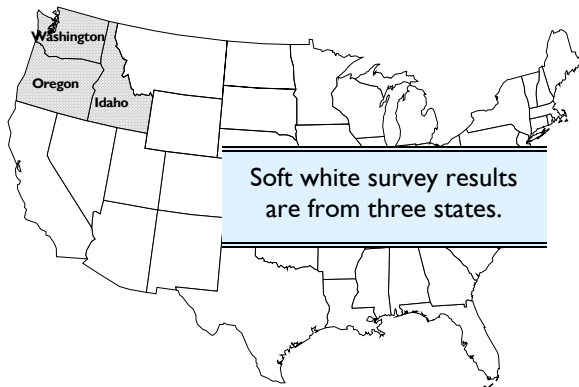 Washington
Oregon
Idaho
Soft white survey results
are from three states.